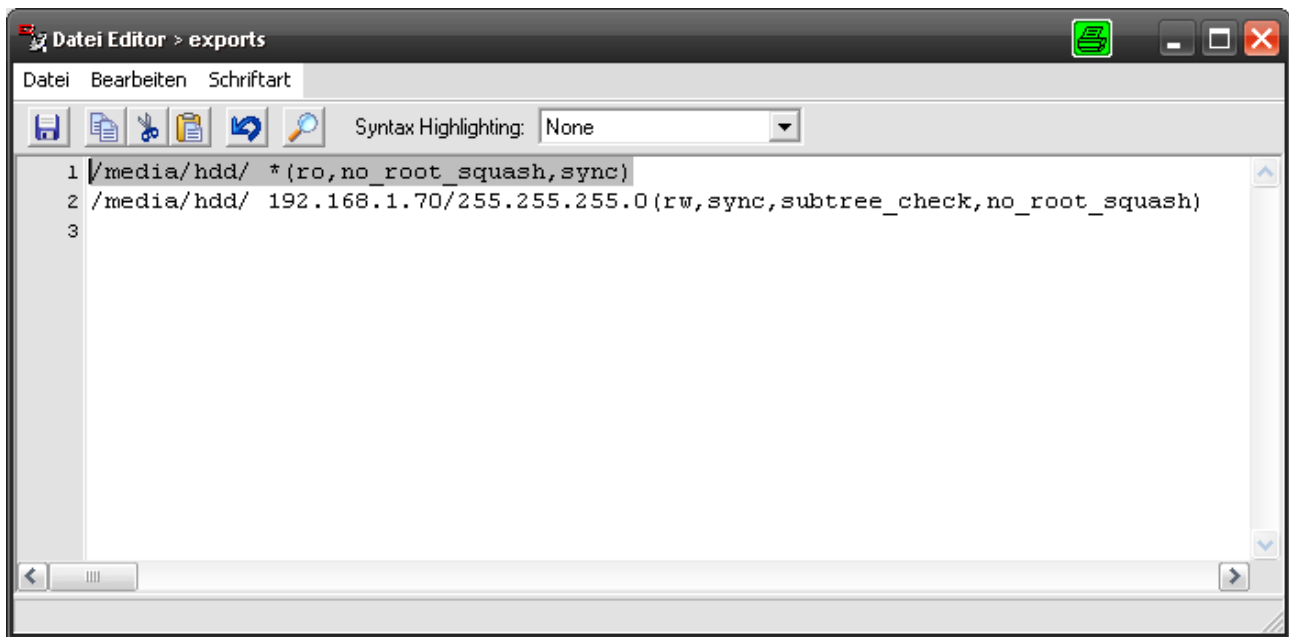 Datei Editor > exports
Datei Bearbeiten Schriftart
Syntax Highlighting: None
1 /media/hdd/ *(ro,no_root_squash,sync)
2 /media/hdd/ 192.168.1.70/255.255.255.0(rw,sync,subtree_check,no_root_squash)
3